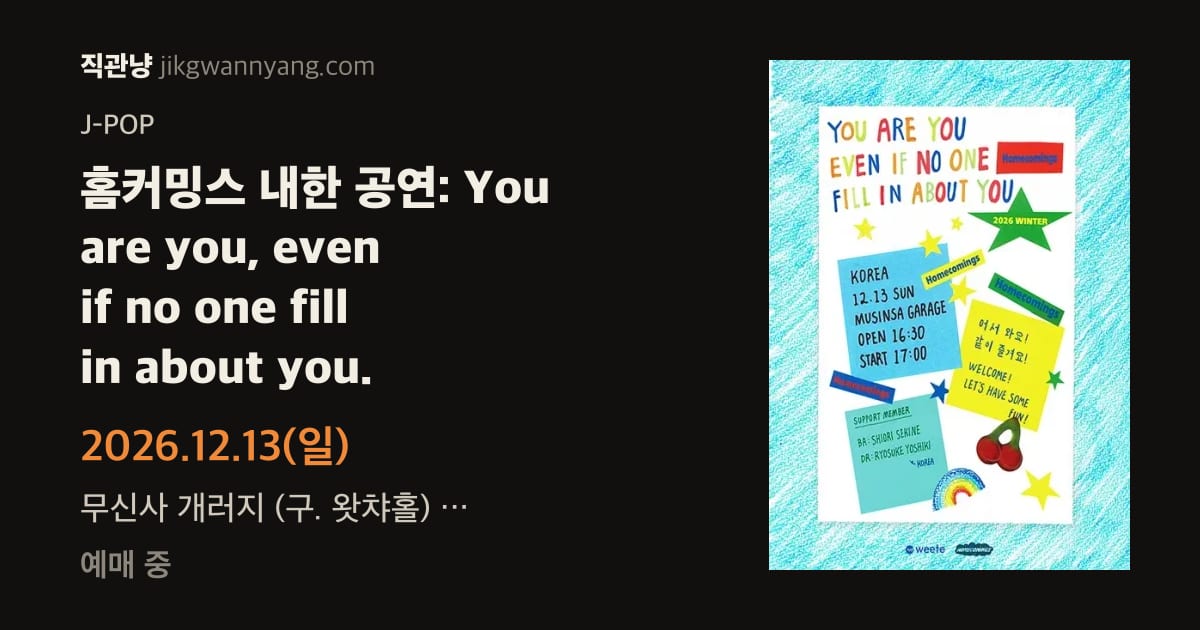 직관냥 jikgwannyang.com
J-POP
홈커밍스 내한 공연: You
are you, even
if no one fill
in about you.
2026.12.13(일)
무신사 개러지 (구. 왓챠홀) …
예매 중
YOU ARE YOU
EVEN IF NO ONE
FILL IN ABOUT YOU
Homecomings
2026 WINTER
KOREA
12.13 SUN
MUSINSA GARAGE
OPEN 16:30
START 17:00
Homecomings
Homecomings
어서 와요!
같이 즐겨요!
WELCOME!
LET'S HAVE SOME
FUN!
Homecomings
SUPPORT MEMBER
BA: SHIORI SEKINE
DR: RYOSUKE YOSHIKI
KOREA
weete
HOMECOMINGS